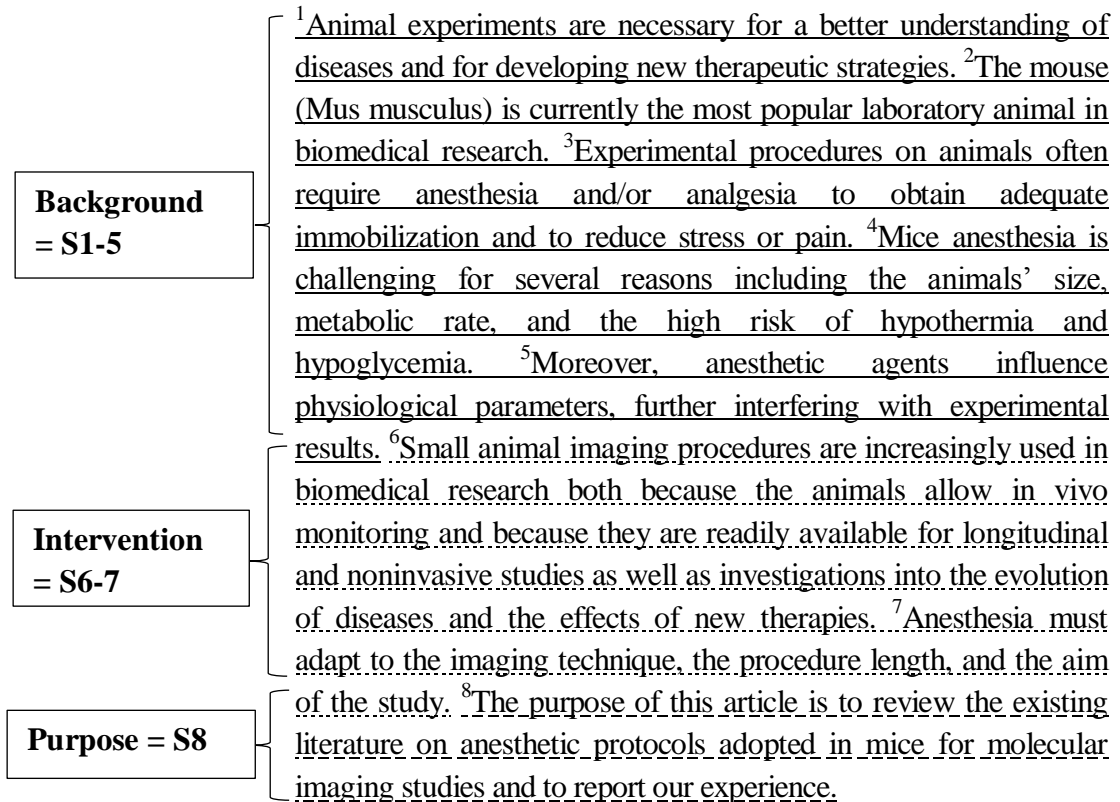 ¹Animal experiments are necessary for a better understanding of
diseases and for developing new therapeutic strategies. ²The mouse
(Mus musculus) is currently the most popular laboratory animal in
biomedical research. ³Experimental procedures on animals often
require anesthesia and/or analgesia to obtain adequate
immobilization and to reduce stress or pain. ⁴Mice anesthesia is
challenging for several reasons including the animals’ size,
metabolic rate, and the high risk of hypothermia and
hypoglycemia. ⁵Moreover, anesthetic agents influence
physiological parameters, further interfering with experimental
results. ⁶Small animal imaging procedures are increasingly used in
biomedical research both because the animals allow in vivo
monitoring and because they are readily available for longitudinal
and noninvasive studies as well as investigations into the evolution
of diseases and the effects of new therapies. ⁷Anesthesia must
adapt to the imaging technique, the procedure length, and the aim
of the study. ⁸The purpose of this article is to review the existing
literature on anesthetic protocols adopted in mice for molecular
imaging studies and to report our experience.
Background
= S1-5
Intervention
= S6-7
Purpose = S8